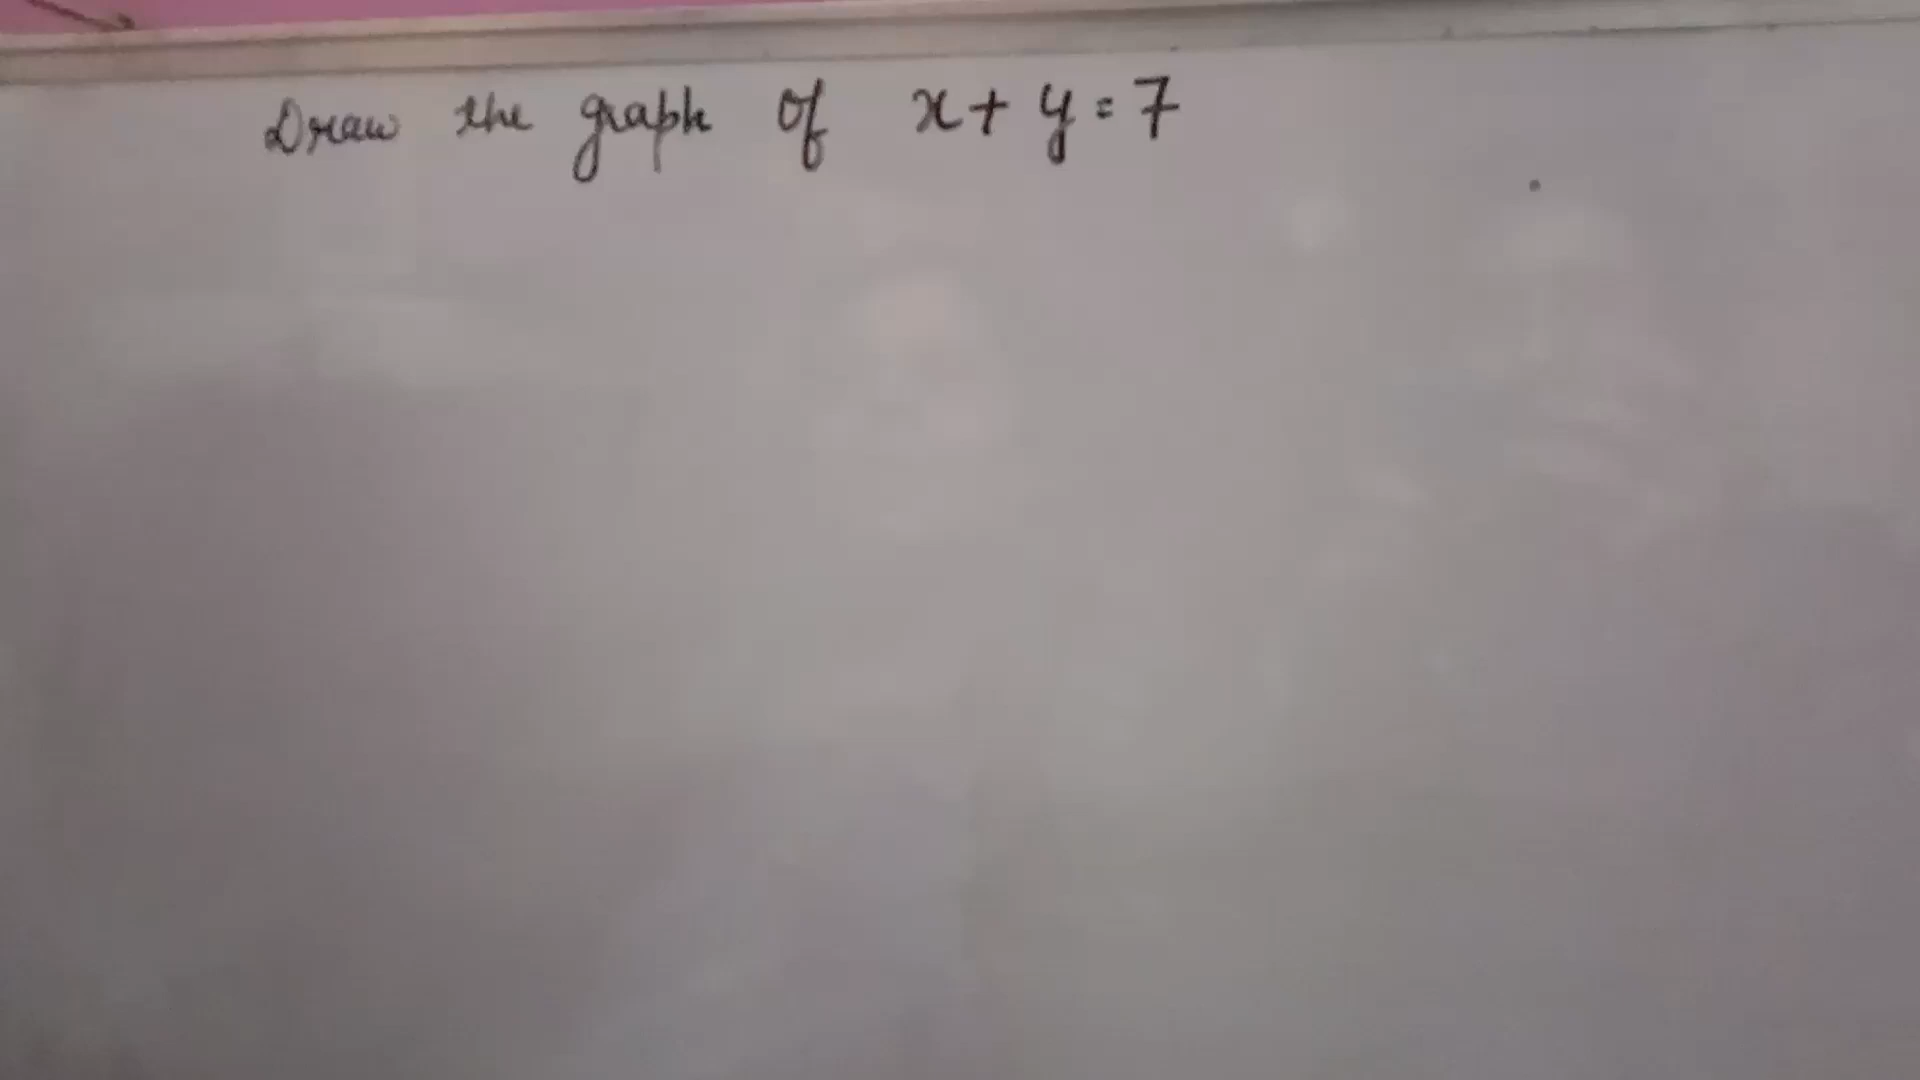 Draw the graph of x + y = 7